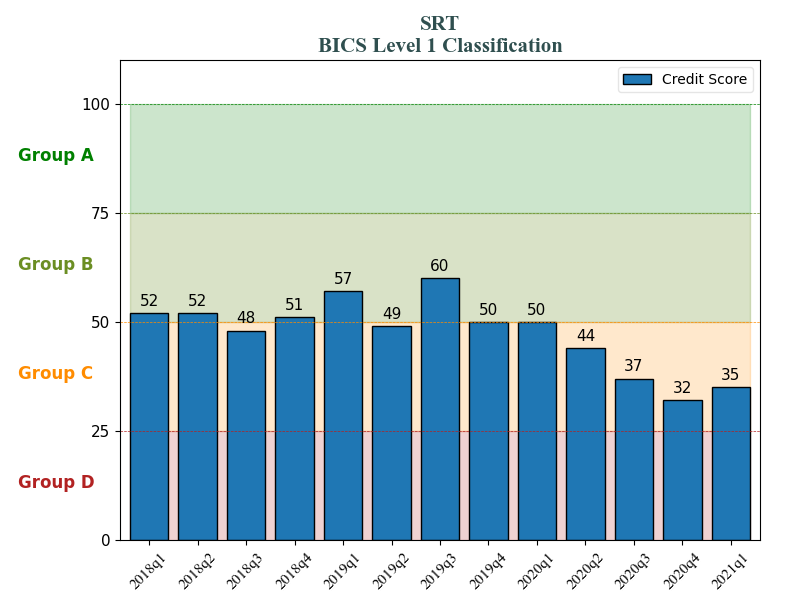 SRT
BICS Level 1 Classification
Credit Score
100
Group A
75
Group B
60
57
52
52
51
50
50
49
48
50
44
Group C
37
35
32
25
Group D
0
2018q1
2018q2
2018q3
2018q4
2019q1
2019q2
2019q3
2019q4
2020q1
2020q2
2020q3
2020q4
2021q1